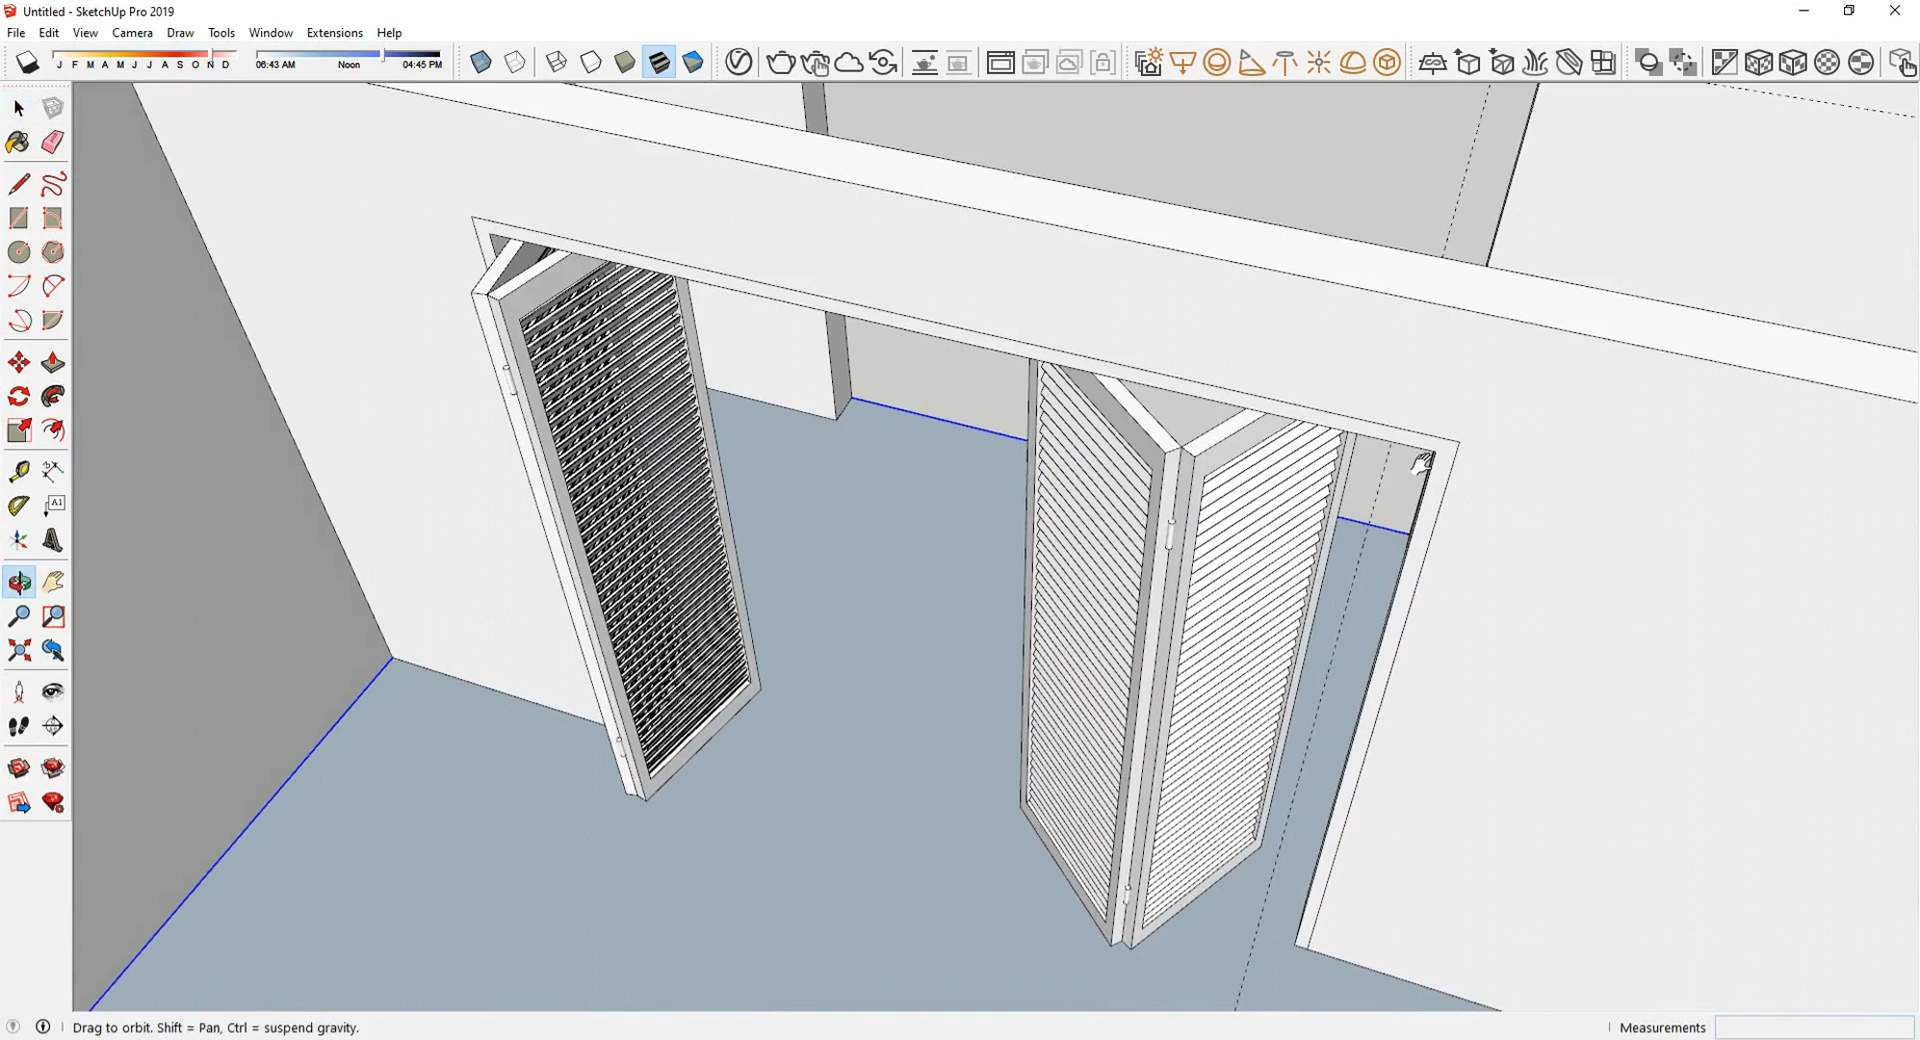 Untitled - SketchUp Pro 2019
File Edit View Camera Draw Tools Window Extensions Help
J F M A M J J A S O N D
06:43 AM Noon 04:45 PM
A1
Drag to orbit. Shift = Pan, Ctrl = suspend gravity.
Measurements